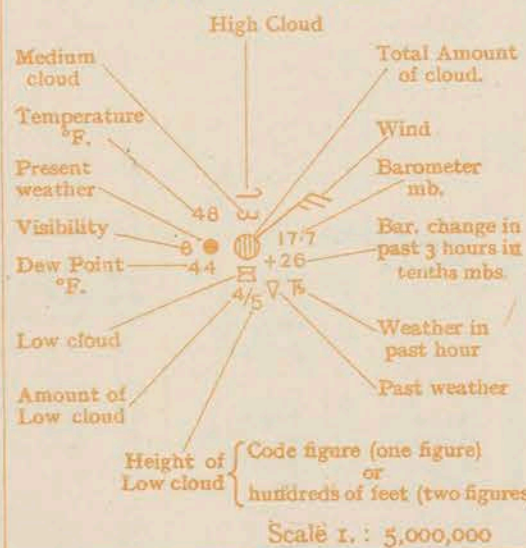 High Cloud
Medium
cloud
Total Amount
of cloud.
Temperature
°F.
Wind
Present
weather
Barometer
mb.
48
Visibility
8
17·7
Bar. change in
past 3 hours in
tenths mbs.
+26
Dew Point
°F.
44
4/5
Low cloud
Weather in
past hour
Amount of
Low cloud
Past weather
Height of
Low cloud
Code figure (one figure)
or
hundreds of feet (two figures
Scale 1. : 5,000,000